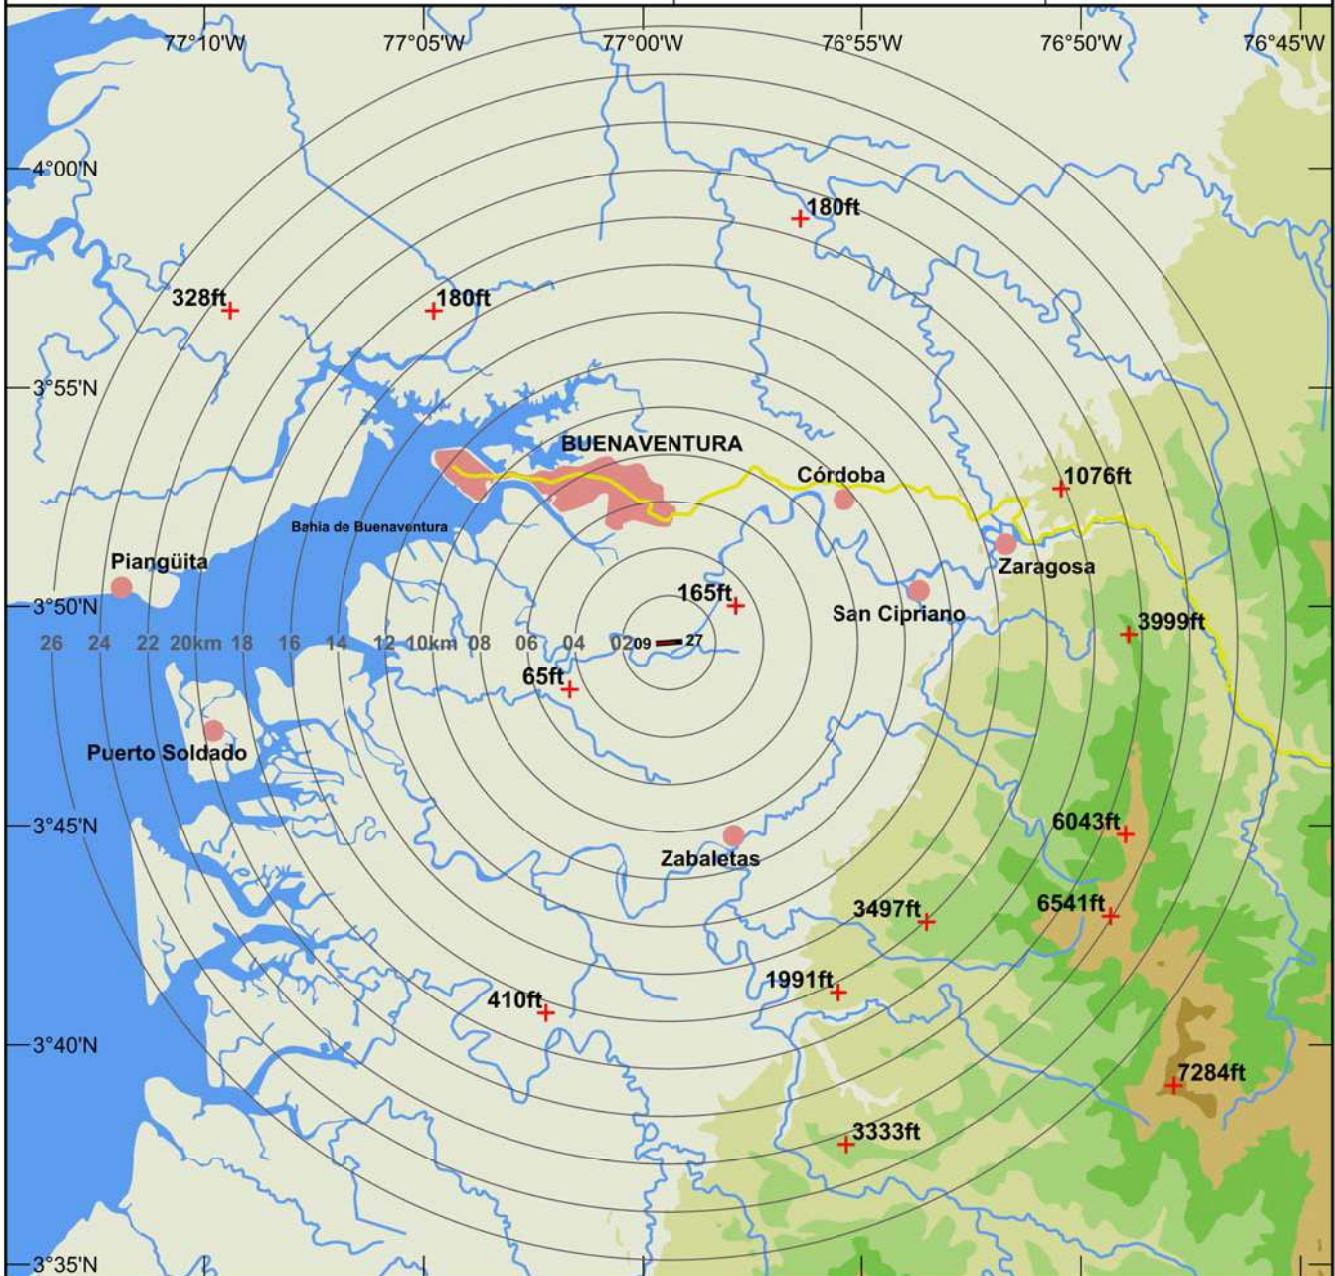 77°10'W 77°05'W 77°00'W 76°55'W 76°50'W 76°45'W
4°00'N
180ft
328ft 180ft
3°55'N
BUENAVENTURA
Córdoba
1076ft
Bahia de Buenaventura
Piangüita
Zaragosa
165ft
3°50'N
San Cipriano
3999ft
26 24 22 20km 18 16 14 12 10km 08 06 04 02 09 27
65ft
Puerto Soldado
6043ft
3°45'N
Zabaletas
3497ft 6541ft
1991ft
410ft
3°40'N
7284ft
3333ft
3°35'N